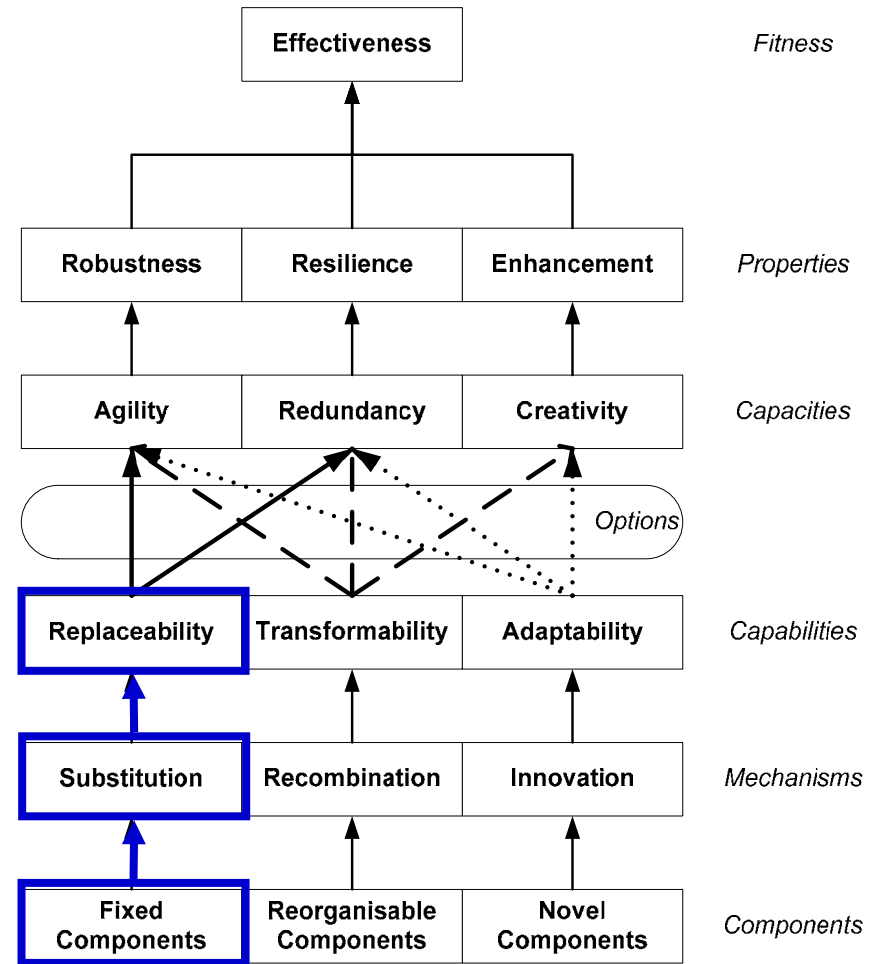 Effectiveness
Fitness
Robustness
Resilience
Enhancement
Properties
Agility
Redundancy
Creativity
Capacities
Options
Replaceability
Transformability
Adaptability
Capabilities
Substitution
Recombination
Innovation
Mechanisms
Fixed
Components
Reorganisable
Components
Novel
Components
Components